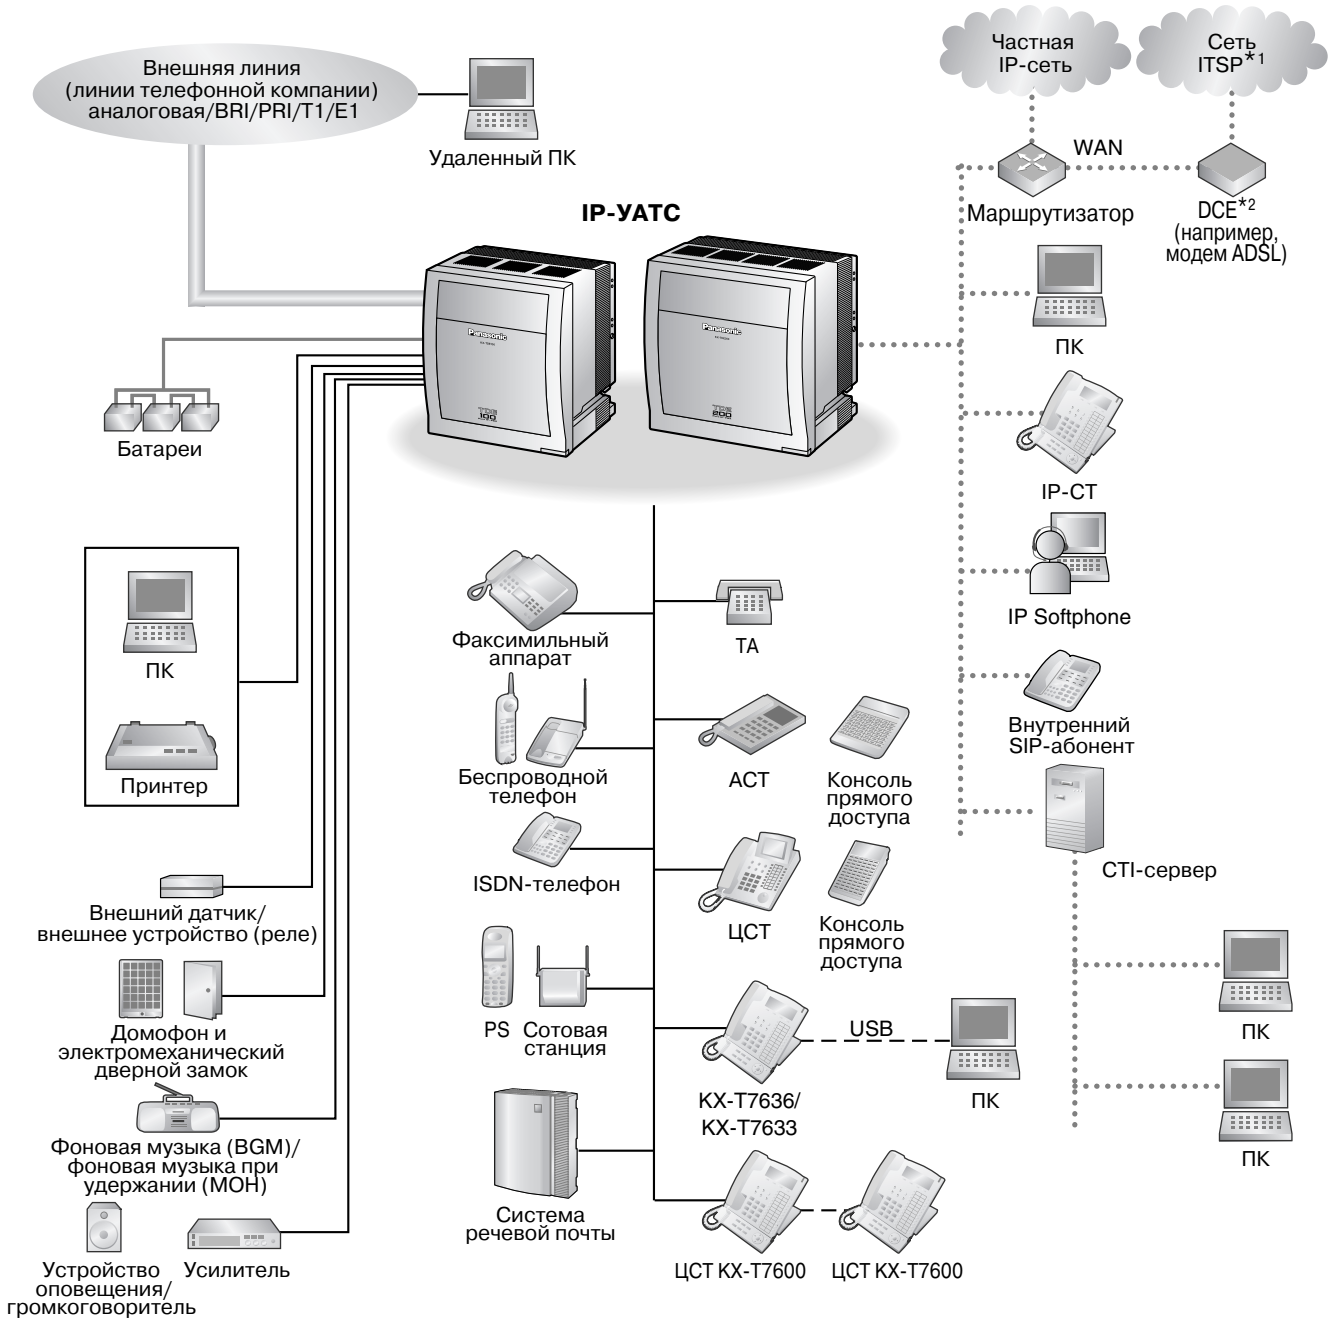 Внешняя линия
(линии телефонной компании)
аналоговая/BRI/PRI/T1/E1
Удаленный ПК
Частная
IP-сеть
Сеть
ITSP*1
WAN
Маршрутизатор
DCE*2
(например,
модем ADSL)
IP-УАТС
Panasonic
TDE
100
Panasonic
TDE
200
Батареи
ПК
IP-СТ
IP Softphone
Внутренний
SIP-абонент
CTI-сервер
ПК
ПК
ПК
Принтер
Внешний датчик/
внешнее устройство (реле)
Домофон и
электромеханический
дверной замок
Фоновая музыка (BGM)/
фоновая музыка при
удержании (MOH)
Устройство
оповещения/
громкоговоритель
Усилитель
Факсимильный
аппарат
ТА
Беспроводной
телефон
АСТ
Консоль
прямого
доступа
ISDN-телефон
ЦСТ
Консоль
прямого
доступа
PS
Сотовая
станция
USB
KX-T7636/
KX-T7633
ПК
Система
речевой почты
ЦСТ KX-T7600
ЦСТ KX-T7600